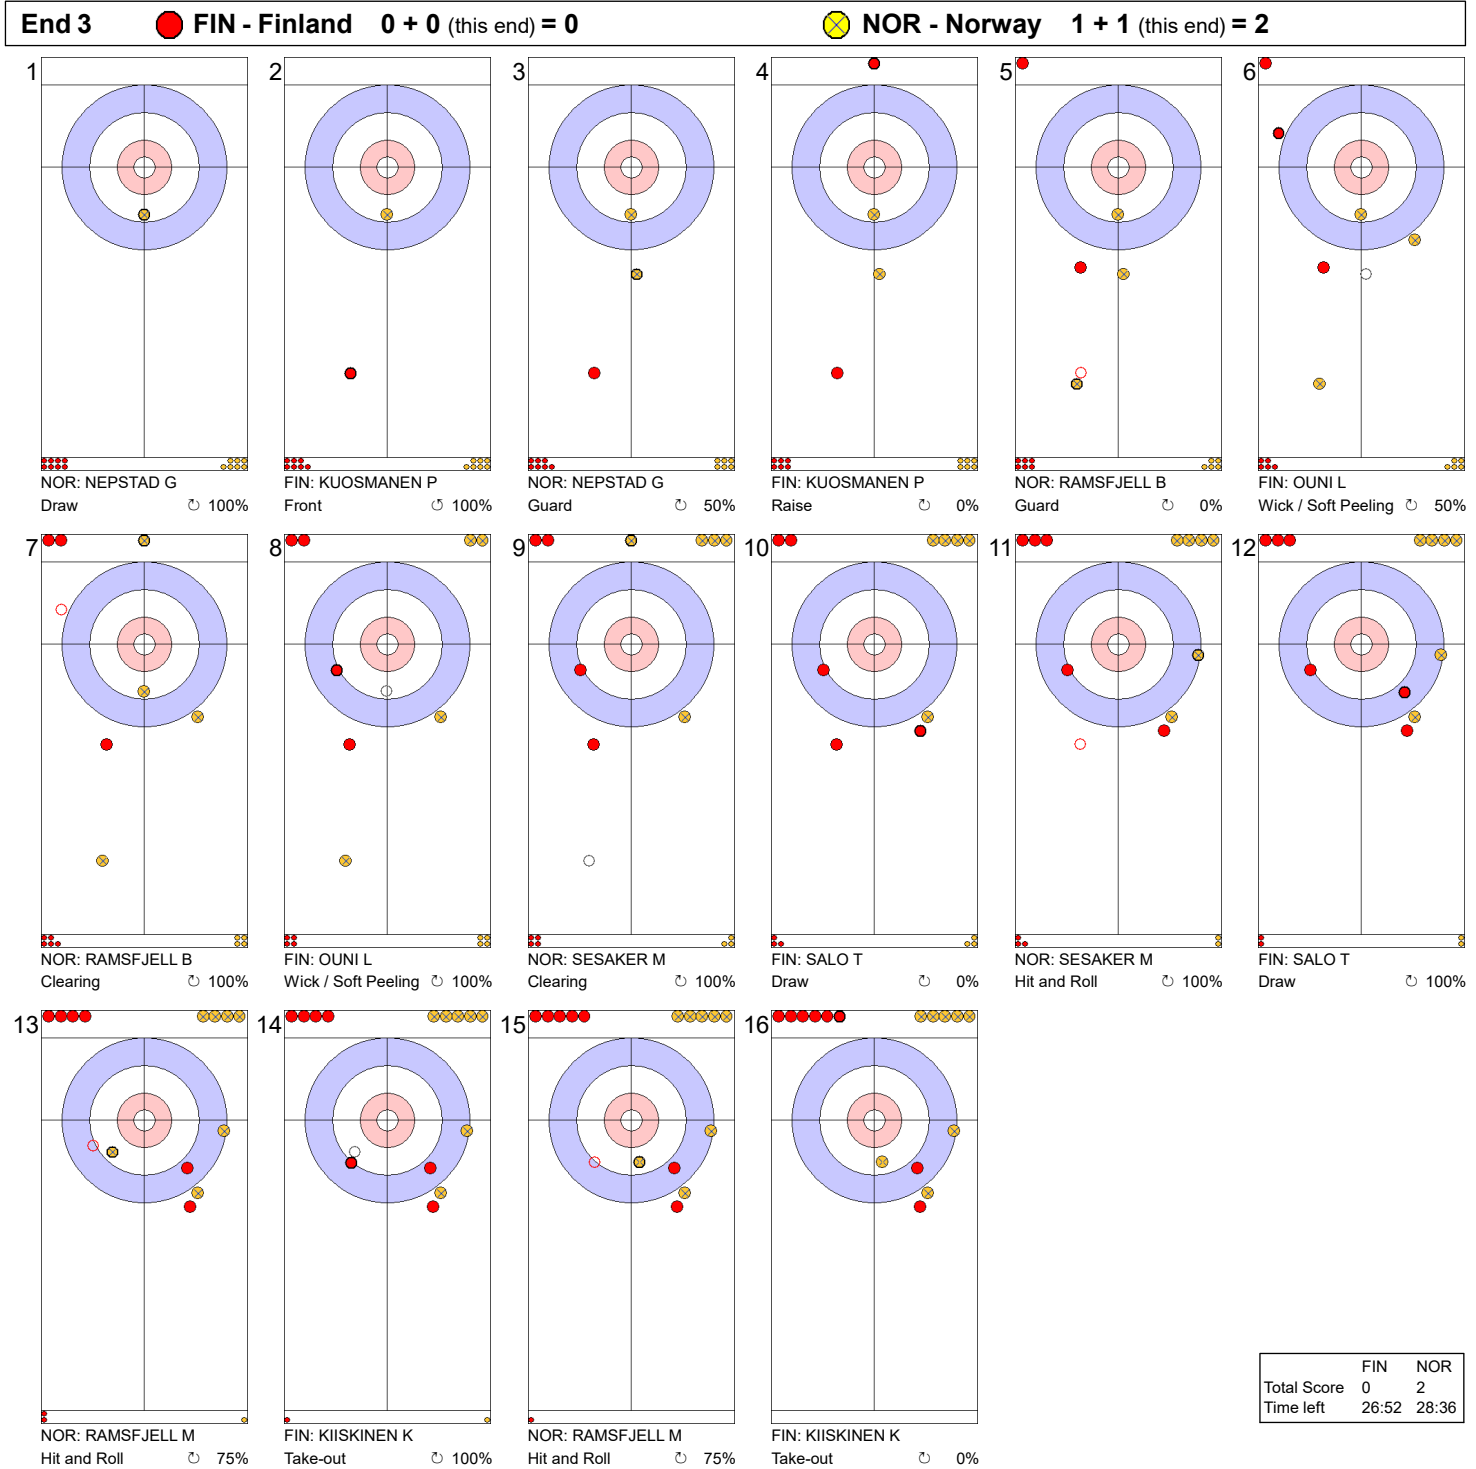 End 3 FIN - Finland 0 + 0 (this end) = 0 NOR - Norway 1 + 1 (this end) = 2
1 2 3 4 5 6
NOR: NEPSTAD G FIN: KUOSMANEN P NOR: NEPSTAD G FIN: KUOSMANEN P NOR: RAMSFJELL B FIN: OUNI L
Draw ↻ 100% Front ↻ 100% Guard ↻ 50% Raise ↻ 0% Guard ↻ 0% Wick / Soft Peeling ↻ 50%
7 8 9 10 11 12
NOR: RAMSFJELL B FIN: OUNI L NOR: SESAKER M FIN: SALO T NOR: SESAKER M FIN: SALO T
Clearing ↻ 100% Wick / Soft Peeling ↻ 100% Clearing ↻ 100% Draw ↻ 0% Hit and Roll ↻ 100% Draw ↻ 100%
13 14 15 16
NOR: RAMSFJELL M FIN: KIISKINEN K NOR: RAMSFJELL M FIN: KIISKINEN K
Hit and Roll ↻ 75% Take-out ↻ 100% Hit and Roll ↻ 75% Take-out ↻ 0%
FIN NOR
Total Score 0 2
Time left 26:52 28:36